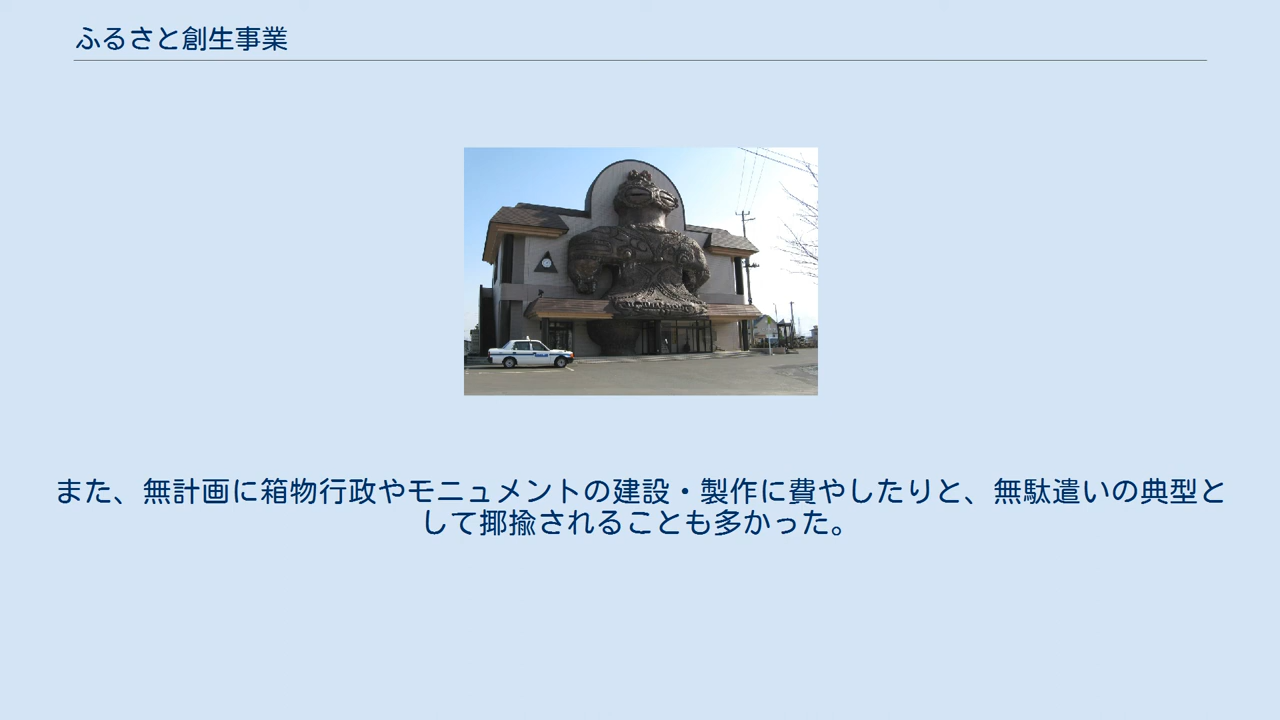 ふるさと創生事業
また、無計画に箱物行政やモニュメントの建設・製作に費やしたりと、無駄遣いの典型と
して揶揄されることも多かった。